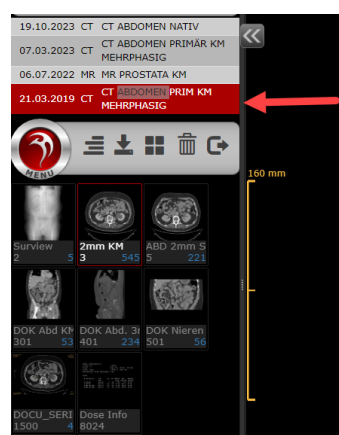 19.10.2023 CT CT ABDOMEN NATIV
07.03.2023 CT CT ABDOMEN PRIMÄR KM
MEHRPHASIG
06.07.2022 MR MR PROSTATA KM
21.03.2019 CT CT ABDOMEN PRIM KM
MEHRPHASIG
MENU
160 mm
Surview 2mm KM ABD 2mm S
2 5 3 545 5 221
DOK Abd KM DOK Abd. 3r DOK Nieren
301 53 401 234 501 56
DOCU_SERI Dose Info
1500 4 8024